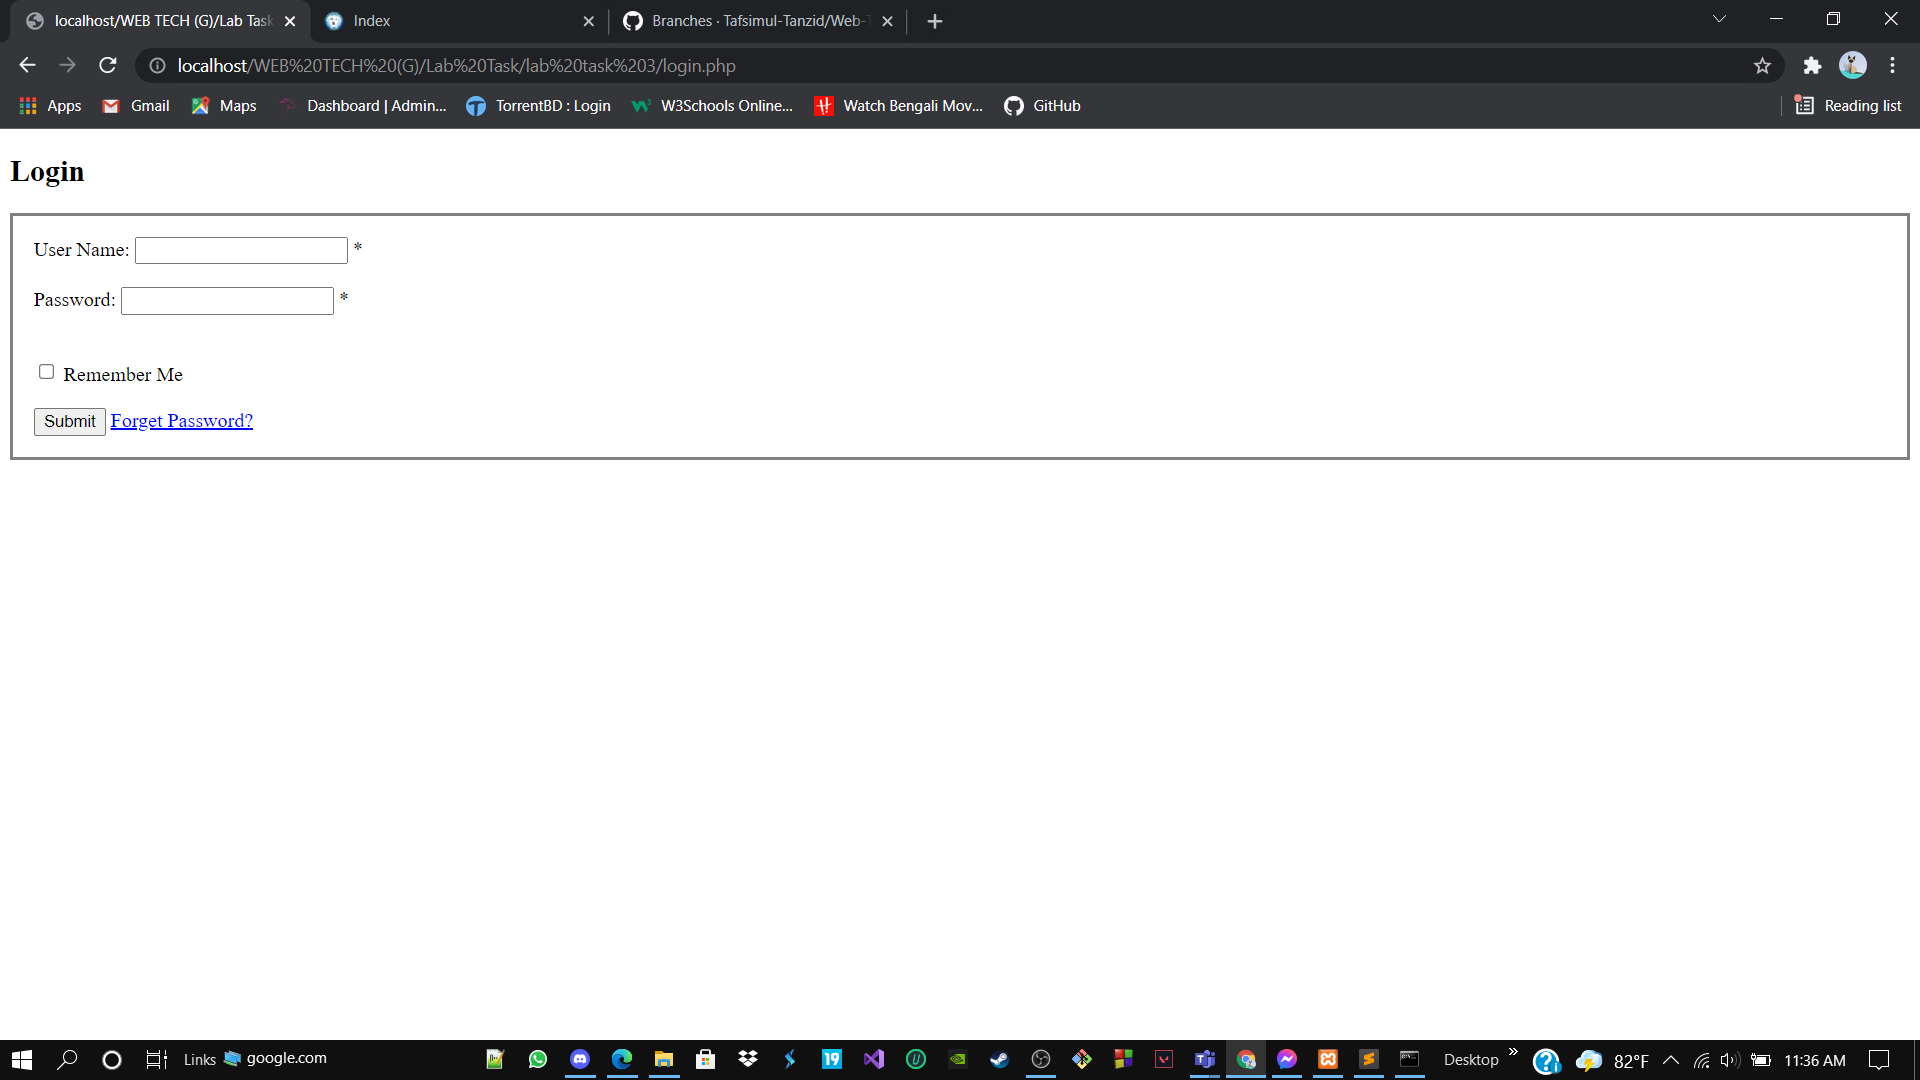 localhost/WEB TECH (G)/Lab Task
Index
Branches · Tafsimul-Tanzid/Web-T
localhost/WEB%20TECH%20(G)/Lab%20Task/lab%20task%203/login.php
Apps
Gmail
Maps
Dashboard | Admin...
TorrentBD : Login
W3Schools Online...
Watch Bengali Mov...
GitHub
Reading list
Login
User Name: *
Password: *
Remember Me
Submit Forget Password?
Links
google.com
19
Desktop
82°F
11:36 AM